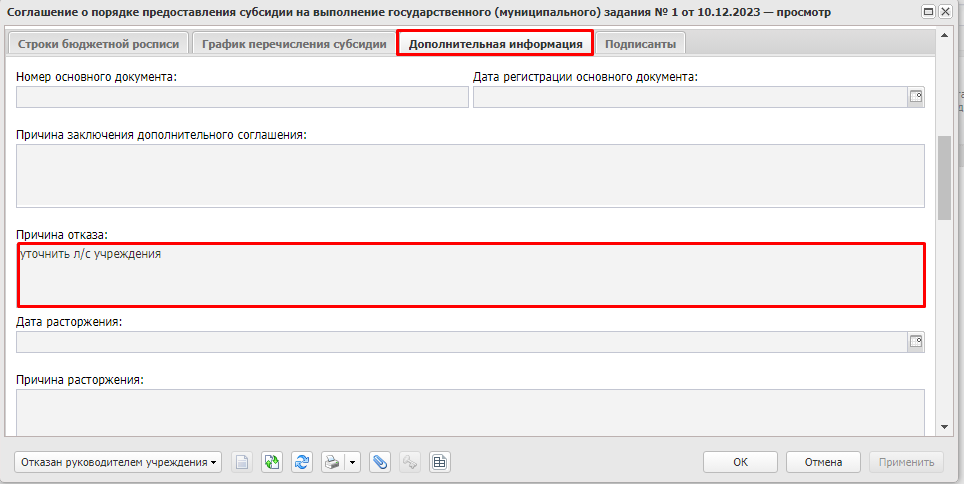 Соглашение о порядке предоставления субсидии на выполнение государственного (муниципального) задания № 1 от 10.12.2023 — просмотр
Строки бюджетной росписи График перечисления субсидии Дополнительная информация Подписанты
Номер основного документа: Дата регистрации основного документа:
Причина заключения дополнительного соглашения:
Причина отказа:
уточнить л/с учреждения
Дата расторжения:
Причина расторжения:
Отказан руководителем учреждения ОК Отмена Применить